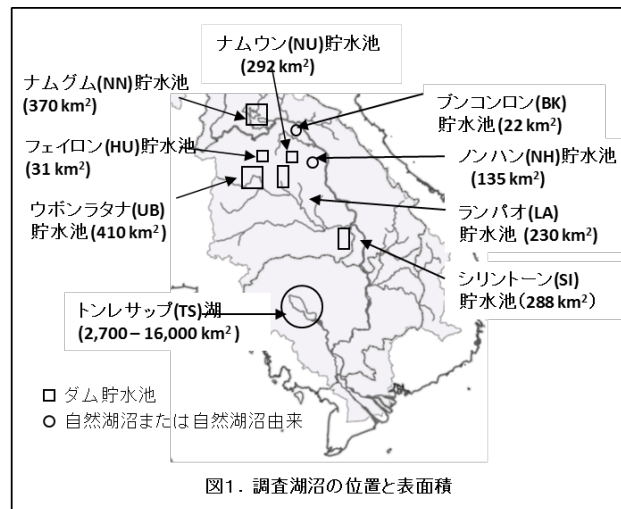 ナムウン(NU)貯水池
(292 km²)
ナムグム(NN)貯水池
(370 km²)
ブンコンロン(BK)
貯水池(22 km²)
フェイロン(HU)貯水池
(31 km²)
ノンハン(NH)貯水池
(135 km²)
ウボンラタナ(UB)
貯水池(410 km²)
ランパオ(LA)
貯水池 (230 km²)
シリントーン(SI)
貯水池(288 km²)
トンレサップ(TS)湖
(2,700 – 16,000 km²)
ダム貯水池
自然湖沼または自然湖沼由来
図1. 調査湖沼の位置と表面積